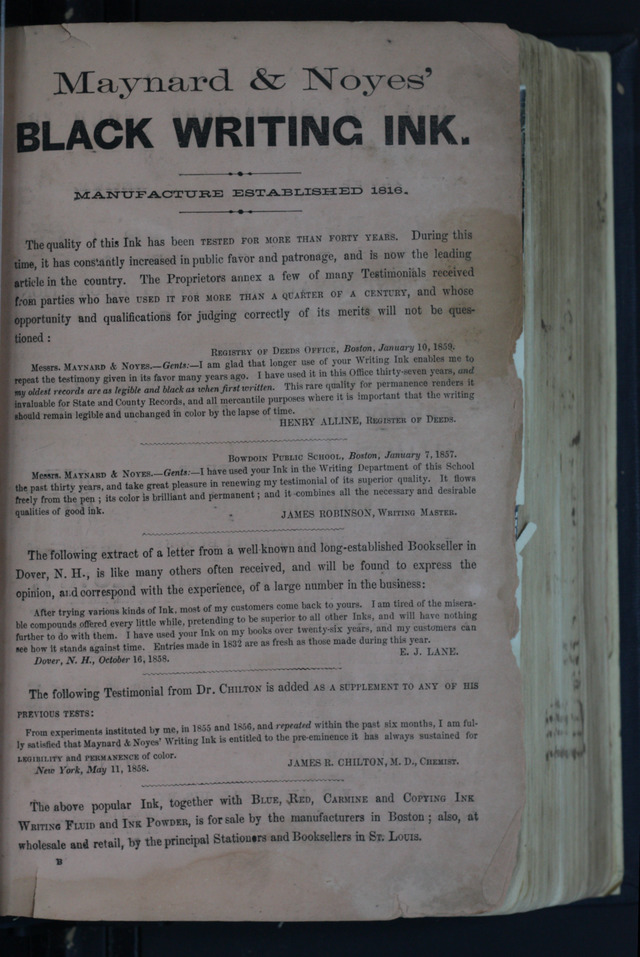 Maynard & Noyes'
BLACK WRITING INK.
MANUFACTURE ESTABLISHED 1816.
The quality of this Ink has been TESTED FOR MORE THAN FORTY YEARS. During this
time, it has constantly increased in public favor and patronage, and is now the leading
article in the country. The Proprietors annex a few of many Testimonials received
from parties who have USED IT FOR MORE THAN A QUARTER OF A CENTURY, and whose
opportunity and qualifications for judging correctly of its merits will not be ques-
tioned :
REGISTRY OF DEEDS OFFICE, Boston, January 10, 1859.
MESSRS. MAYNARD & NOYES.—Gents:—I am glad that longer use of your Writing Ink enables me to
repeat the testimony given in its favor many years ago. I have used it in this Office thirty-seven years, and
my oldest records are as legible and black as when first written. This rare quality for permanence renders it
invaluable for State and County Records, and all mercantile purposes where it is important that the writing
should remain legible and unchanged in color by the lapse of time.
HENRY ALLINE, REGISTER OF DEEDS.
BOWDOIN PUBLIC SCHOOL, Boston, January 7, 1857.
MESSRS. MAYNARD & NOYES.—Gents:—I have used your Ink in the Writing Department of this School
the past thirty years, and take great pleasure in renewing my testimonial of its superior quality. It flows
freely from the pen ; its color is brilliant and permanent ; and it combines all the necessary and desirable
qualities of good ink.
JAMES ROBINSON, WRITING MASTER.
The following extract of a letter from a well known and long-established Bookseller in
Dover, N. H., is like many others often received, and will be found to express the
opinion, and correspond with the experience, of a large number in the business:
After trying various kinds of Ink, most of my customers come back to yours. I am tired of the misera-
ble compounds offered every little while, pretending to be superior to all other Inks, and will have nothing
further to do with them. I have used your Ink on my books over twenty-six years, and my customers can
see how it stands against time. Entries made in 1832 are as fresh as those made during this year.
E. J. LANE.
Dover, N. H., October 16, 1858.
The following Testimonial from DR. CHILTON is added AS A SUPPLEMENT TO ANY OF HIS
PREVIOUS TESTS:
From experiments instituted by me, in 1855 and 1856, and repeated within the past six months, I am ful-
ly satisfied that Maynard & Noyes' Writing Ink is entitled to the pre-eminence it has always sustained for
LEGIBILITY and PERMANENCE of color.
JAMES R. CHILTON, M. D., CHEMIST.
New York, May 11, 1858.
The above popular Ink, together with BLUE, RED, CARMINE and COPYING INK
WRITING FLUID and INK POWDER, is for sale by the manufacturers in Boston ; also, at
wholesale and retail, by the principal Stationers and Booksellers in ST. LOUIS.
B